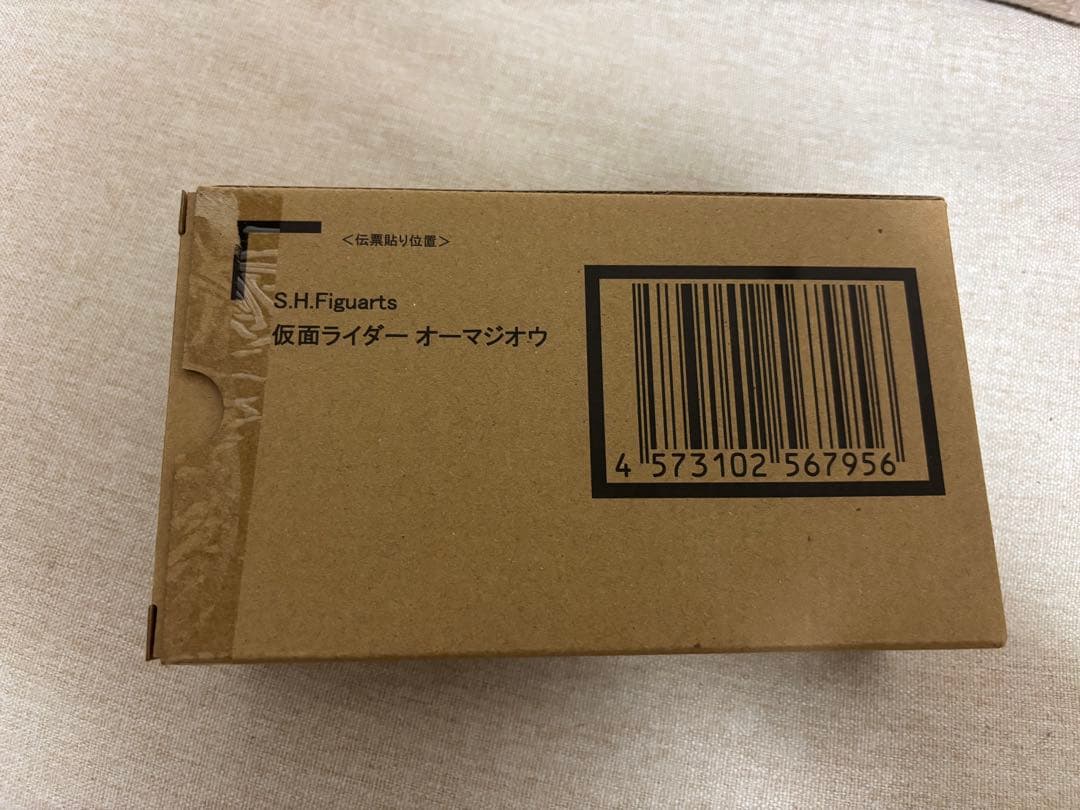 ＜伝票貼り位置＞
S.H.Figuarts
仮面ライダー オーマジオウ
4 573102 567956